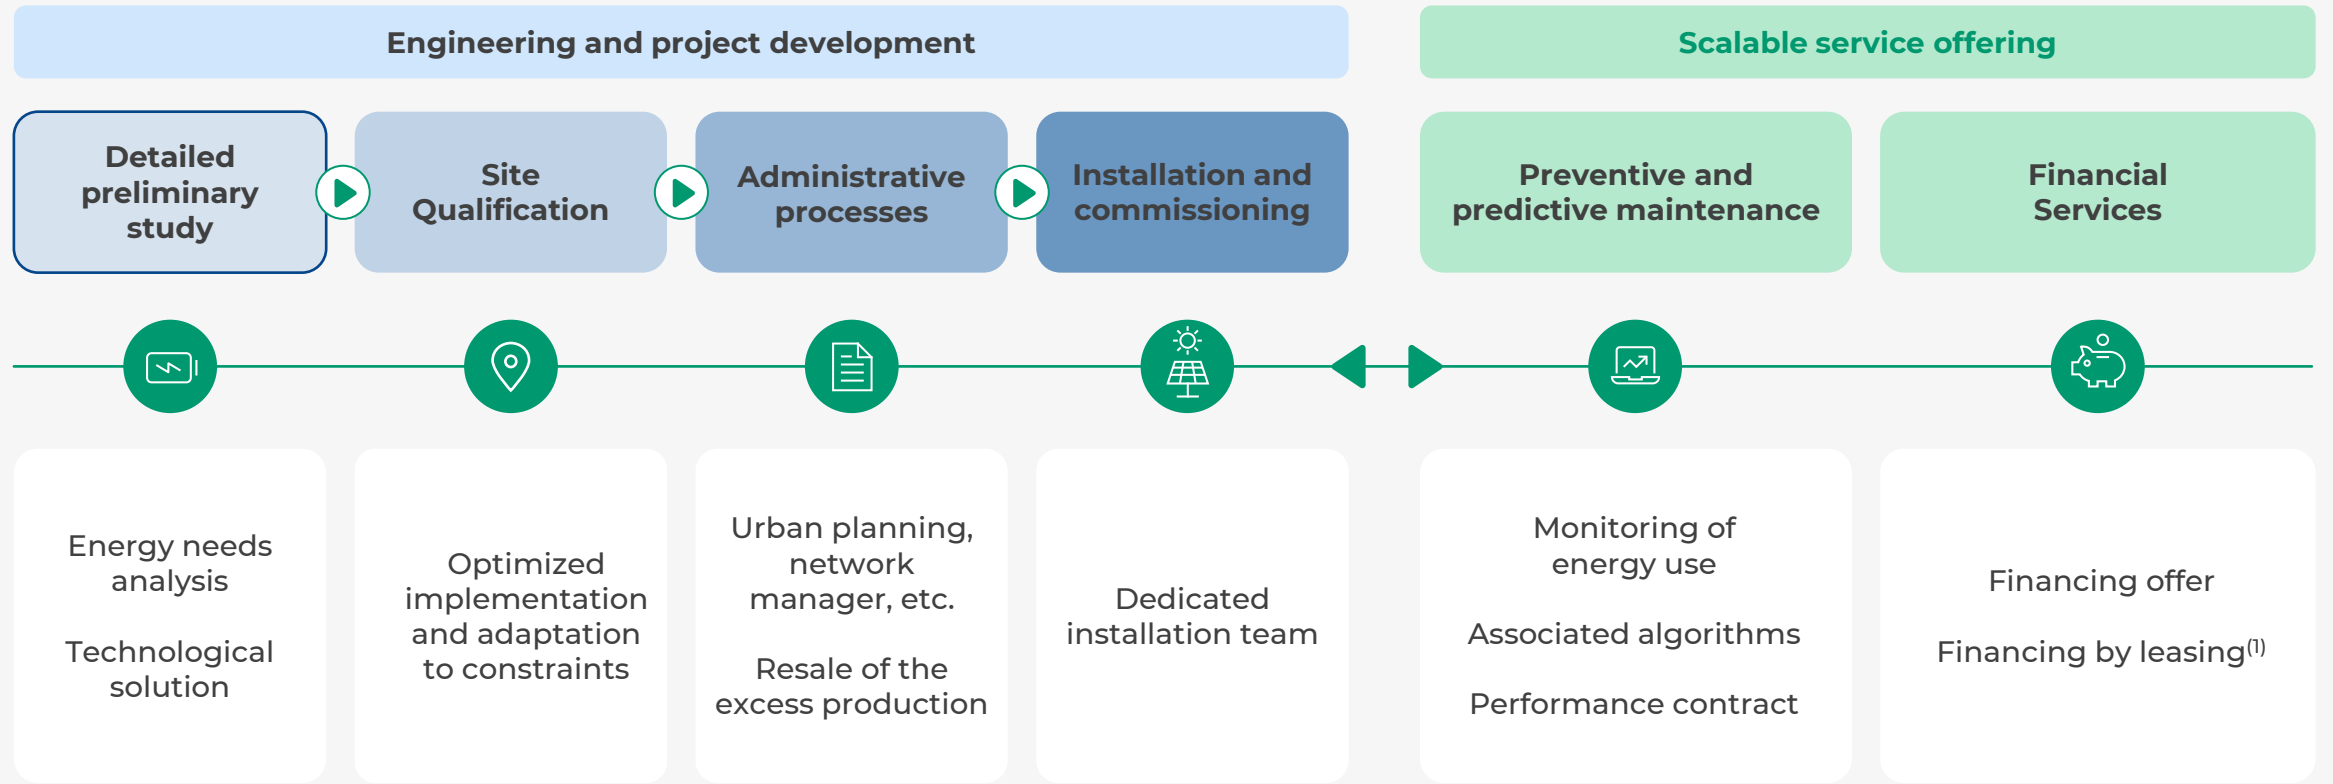 Engineering and project development
Scalable service offering
Detailed
preliminary
study
Site
Qualification
Administrative
processes
Installation and
commissioning
Preventive and
predictive maintenance
Financial
Services
Energy needs
analysis
Technological
solution
Optimized
implementation
and adaptation
to constraints
Urban planning,
network
manager, etc.
Resale of the
excess production
Dedicated
installation team
Monitoring of
energy use
Associated algorithms
Performance contract
Financing offer
Financing by leasing(1)